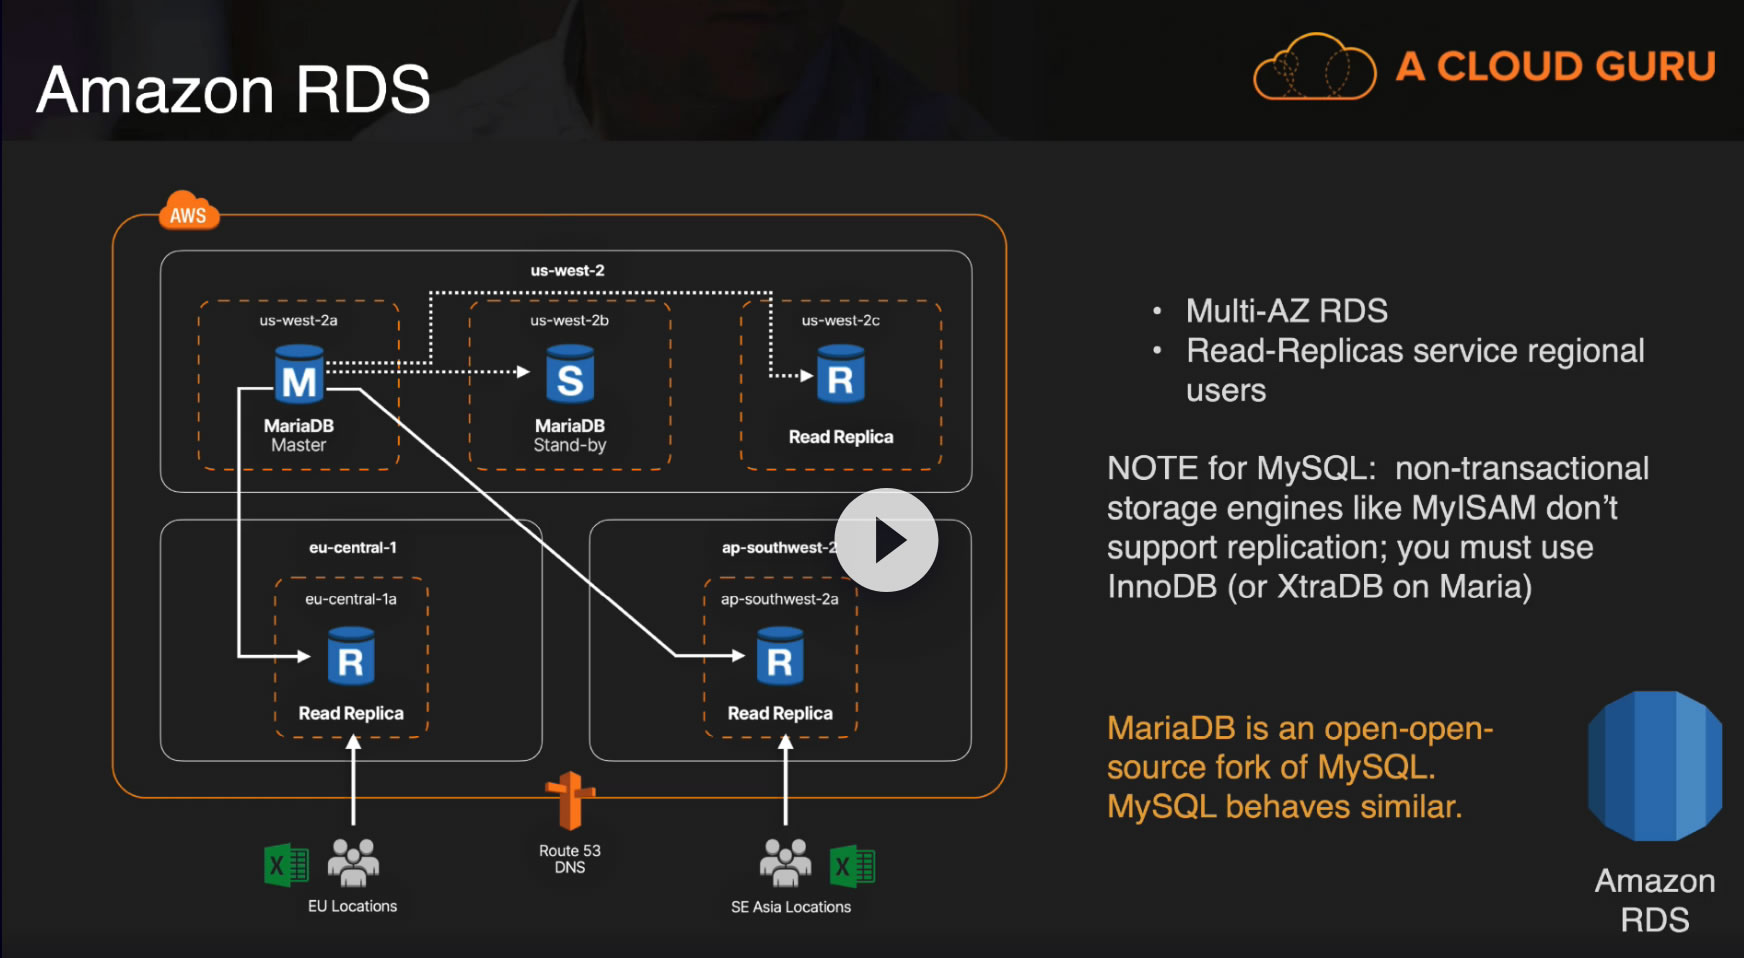 Amazon RDS
A CLOUD GURU
AWS
us-west-2
us-west-2a
us-west-2b
us-west-2c
M
S
R
MariaDB
Master
MariaDB
Stand-by
Read Replica
eu-central-1
ap-southwest-2
eu-central-1a
ap-southwest-2a
R
R
Read Replica
Read Replica
Route 53
DNS
X
X
EU Locations
SE Asia Locations
• Multi-AZ RDS
• Read-Replicas service regional
users
NOTE for MySQL: non-transactional
storage engines like MyISAM don’t
support replication; you must use
InnoDB (or XtraDB on Maria)
MariaDB is an open-open-
source fork of MySQL.
MySQL behaves similar.
Amazon
RDS